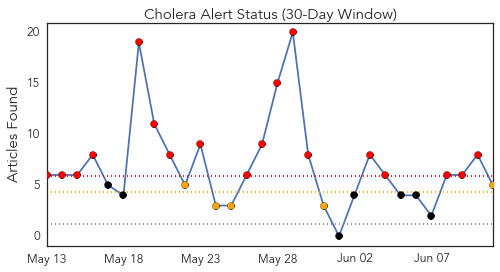 Cholera Alert Status (30-Day Window)
Articles Found
20
15
10
5
0
May 13 May 18 May 23 May 28 Jun 02 Jun 07